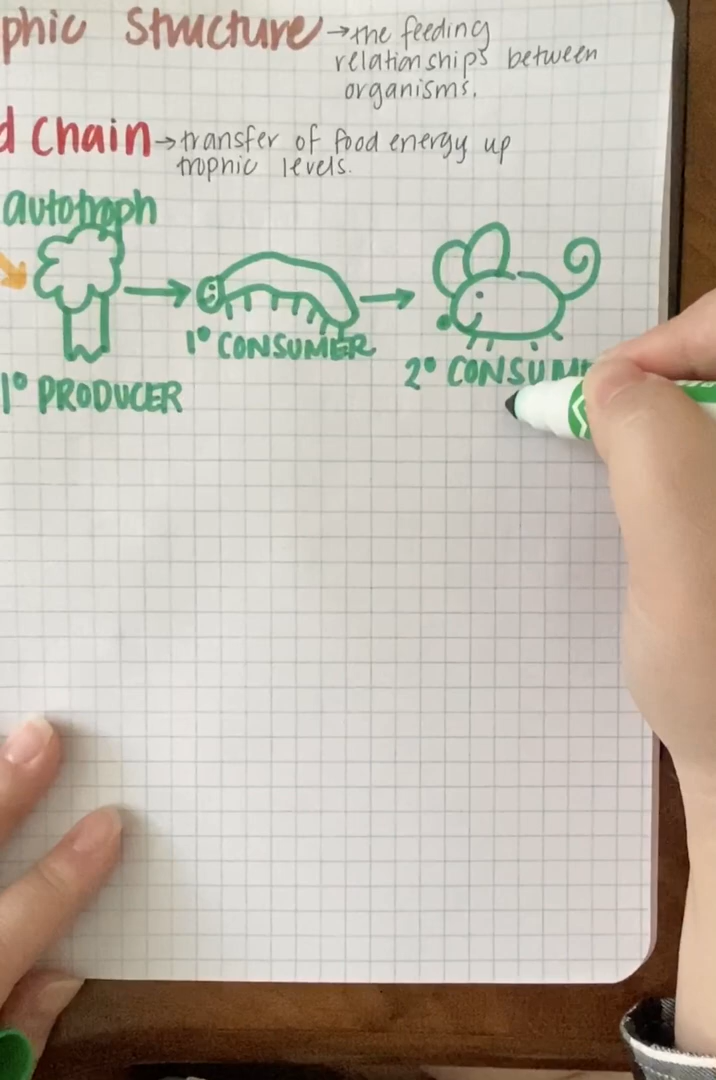 phic Structure → the feeding
relationships between
organisms.
d Chain → transfer of food energy up
trophic levels.
autotroph
1° CONSUMER
2° CONSUM
1° PRODUCER